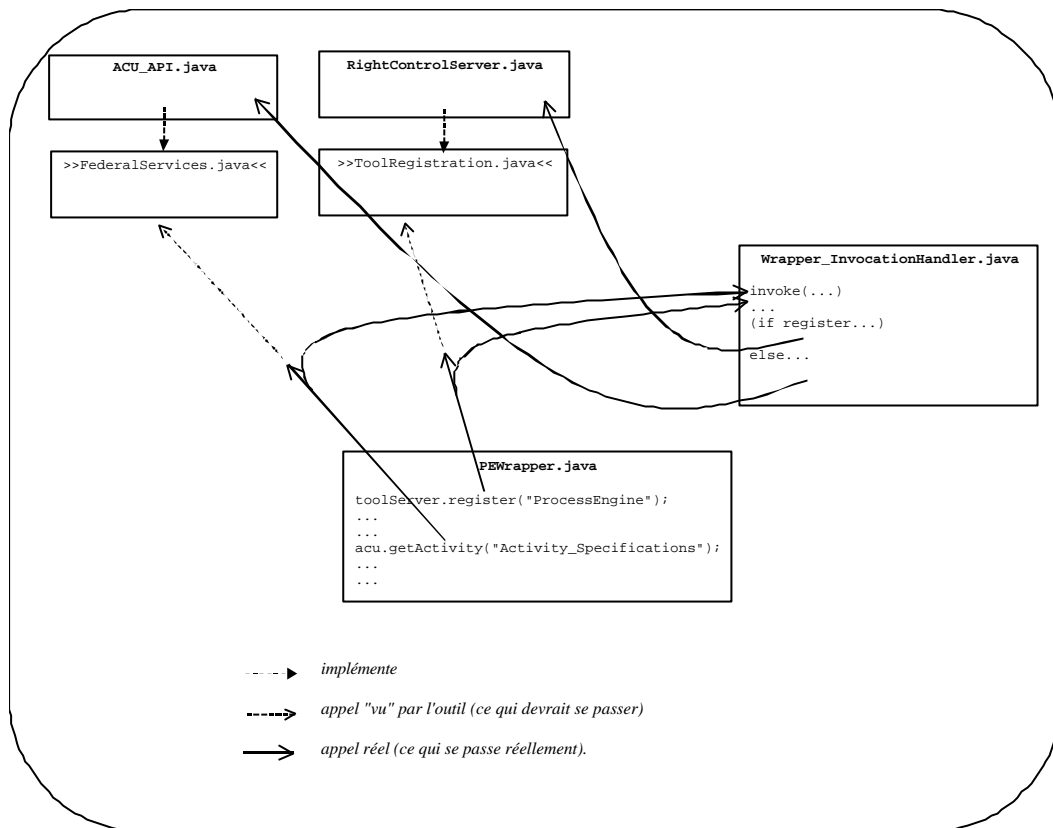 ACU_API.java
RightControlServer.java
>>FederalServices.java<<
>>ToolRegistration.java<<
Wrapper_InvocationHandler.java
invoke(...)
...
(if register...)
else...
PEWrapper.java
toolServer.register("ProcessEngine");
...
...
acu.getActivity("Activity_Specifications");
...
...
implémente
appel "vu" par l'outil (ce qui devrait se passer)
appel réel (ce qui se passe réellement).